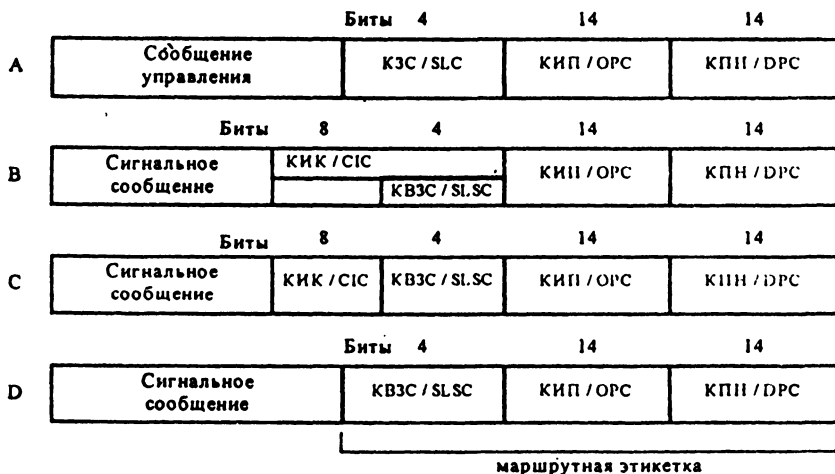 Биты 4 14 14
A Сообщение управления КЗС / SLC КИП / OPC КПН / DPC
Биты 8 4 14 14
B Сигнальное сообщение КИК / CIC КВЗС / SLSC КИП / OPC КПН / DPC
Биты 8 4 14 14
C Сигнальное сообщение КИК / CIC КВЗС / SLSC КИП / OPC КПН / DPC
Биты 4 14 14
D Сигнальное сообщение КВЗС / SLSC КИП / OPC КПН / DPC
маршрутная этикетка